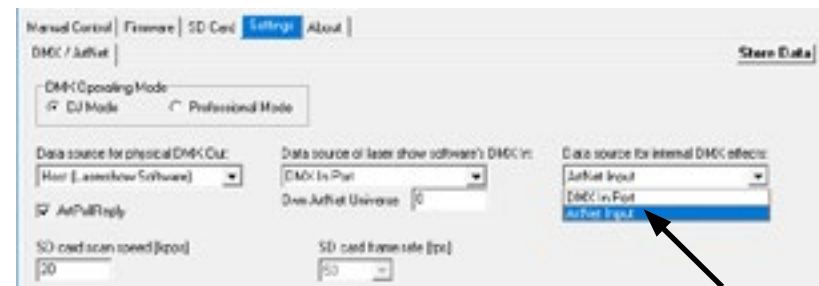 Manual Control | Firmware | SD Card | Settings | About |
DMX / ArtNet |
Store Data
DMX Operating Mode
DJ Mode Professional Mode
Data source for physical DMX Out: Data source of laser show software's DMX In: Data source for internal DMX effects:
Host (Lasershow Software) DMX In Port ArtNet Input
Own ArtNet Universe 0 DMX In Port
ArtPollReply ArtNet Input
SD card scan speed [kpps] SD card frame rate [fps]
30 50